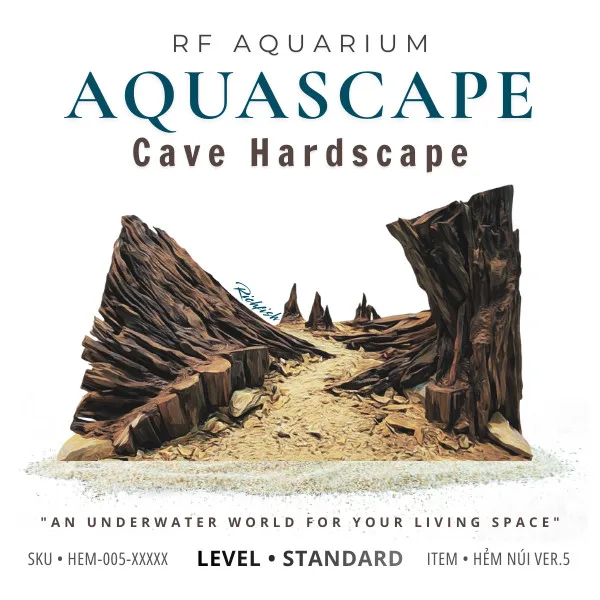 RF AQUARIUM
AQUASCAPE
Cave Hardscape
Richfish
"AN UNDERWATER WORLD FOR YOUR LIVING SPACE"
SKU • HEM-005-XXXXX LEVEL • STANDARD ITEM • HẺM NÚI VER.5